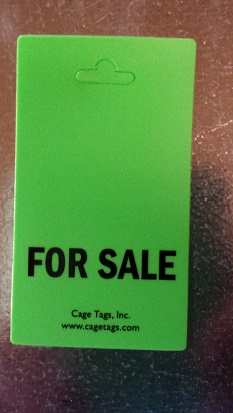 FOR SALE
Cage Tags, Inc.
www.cagetags.com